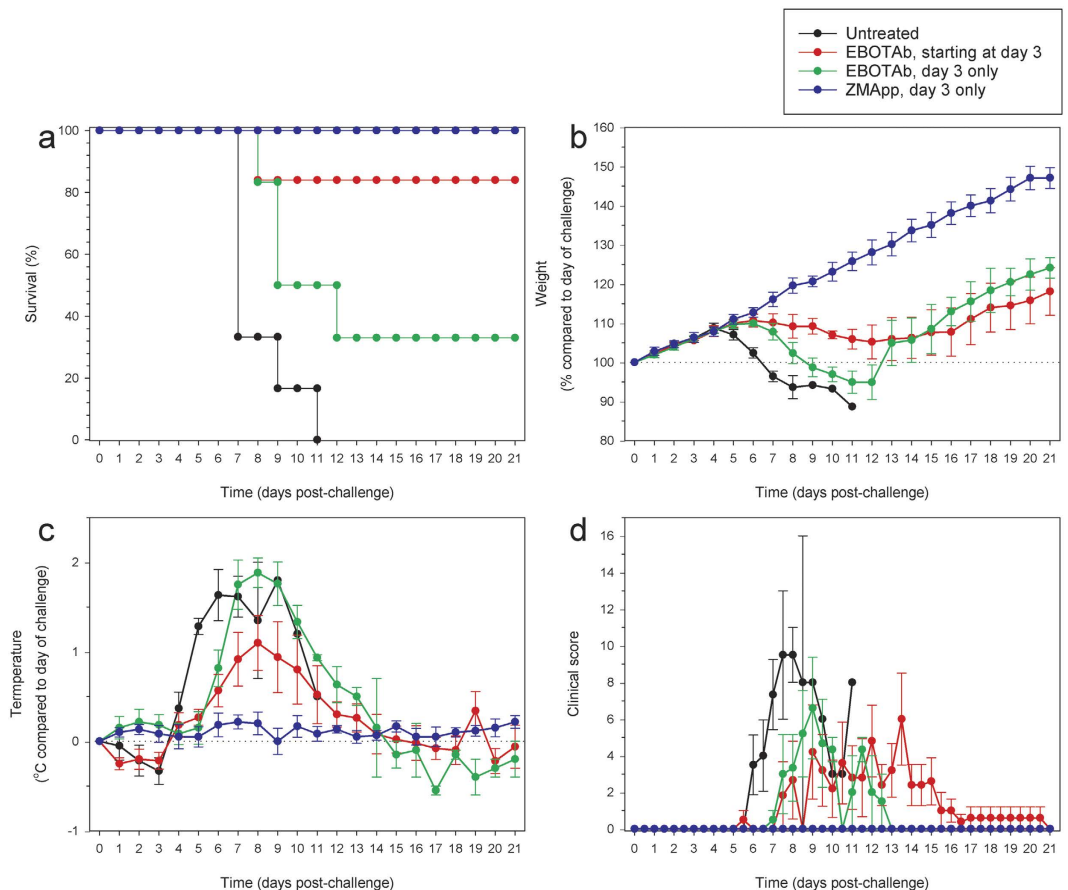 Untreated
EBOTAb, starting at day 3
EBOTAb, day 3 only
ZMApp, day 3 only
a
Survival (%)
100
80
60
40
20
0
0 1 2 3 4 5 6 7 8 9 10 11 12 13 14 15 16 17 18 19 20 21
Time (days post-challenge)
b
Weight
(% compared to day of challenge)
160
150
140
130
120
110
100
90
80
0 1 2 3 4 5 6 7 8 9 10 11 12 13 14 15 16 17 18 19 20 21
Time (days post-challenge)
c
Termperature
(°C compared to day of challenge)
2
1
0
-1
0 1 2 3 4 5 6 7 8 9 10 11 12 13 14 15 16 17 18 19 20 21
Time (days post-challenge)
d
Clinical score
16
14
12
10
8
6
4
2
0
0 1 2 3 4 5 6 7 8 9 10 11 12 13 14 15 16 17 18 19 20 21
Time (days post-challenge)